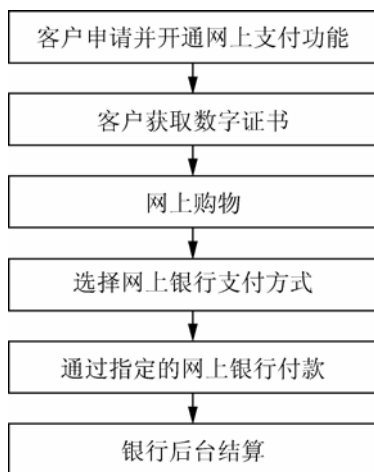 客户申请并开通网上支付功能
客户获取数字证书
网上购物
选择网上银行支付方式
通过指定的网上银行付款
银行后台结算